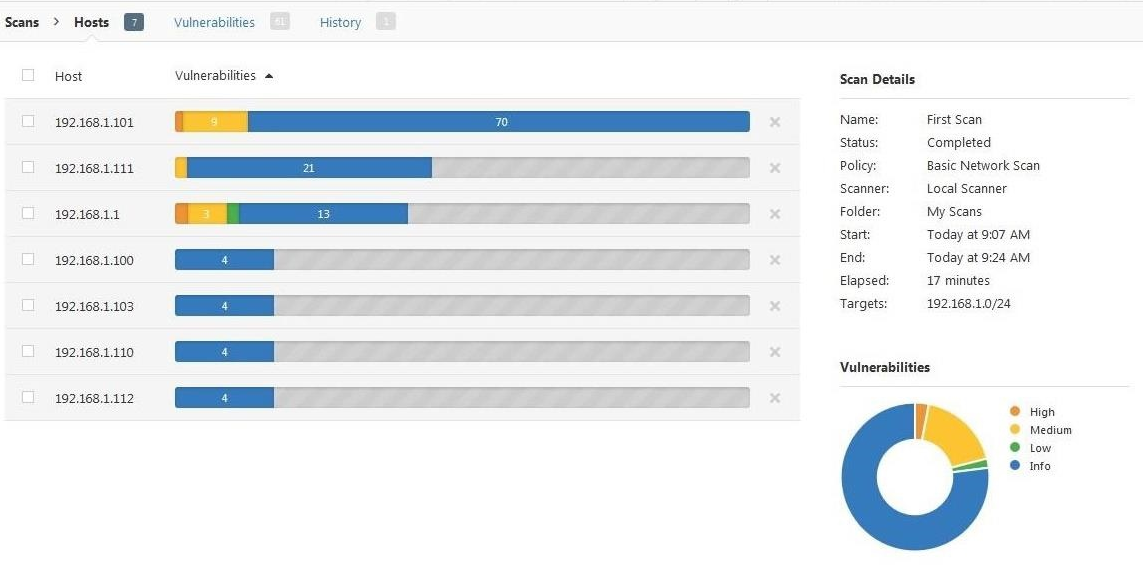 Scans > Hosts 7 Vulnerabilities 61 History 1
Host Vulnerabilities
192.168.1.101 9 70
192.168.1.111 21
192.168.1.1 3 13
192.168.1.100 4
192.168.1.103 4
192.168.1.110 4
192.168.1.112 4
Scan Details
Name: First Scan
Status: Completed
Policy: Basic Network Scan
Scanner: Local Scanner
Folder: My Scans
Start: Today at 9:07 AM
End: Today at 9:24 AM
Elapsed: 17 minutes
Targets: 192.168.1.0/24
Vulnerabilities
High
Medium
Low
Info